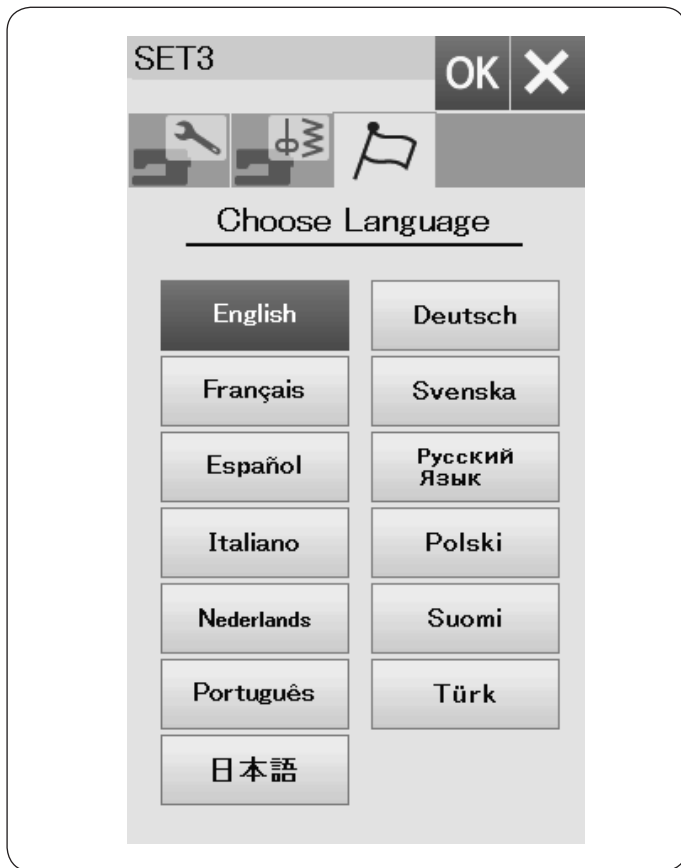 SET3
OK
Choose Language
English
Deutsch
Français
Svenska
Español
Русский
Язык
Italiano
Polski
Nederlands
Suomi
Português
Türk
日本語